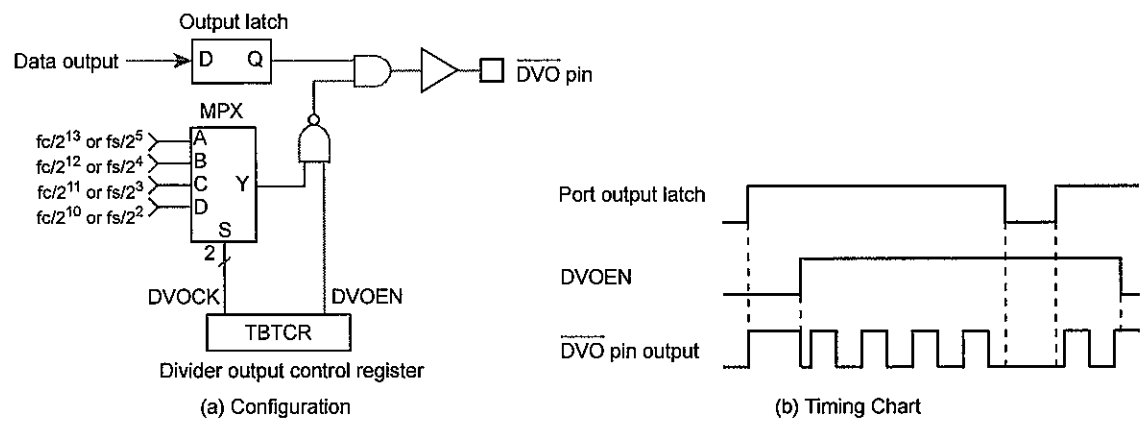 Output latch
Data output
D Q
DVO pin
MPX
fc/2^13 or fs/2^5
A
fc/2^12 or fs/2^4
B
fc/2^11 or fs/2^3
C
Y
fc/2^10 or fs/2^2
D
S
2
DVOCK
DVOEN
TBTCR
Divider output control register
(a) Configuration
Port output latch
DVOEN
DVO pin output
(b) Timing Chart